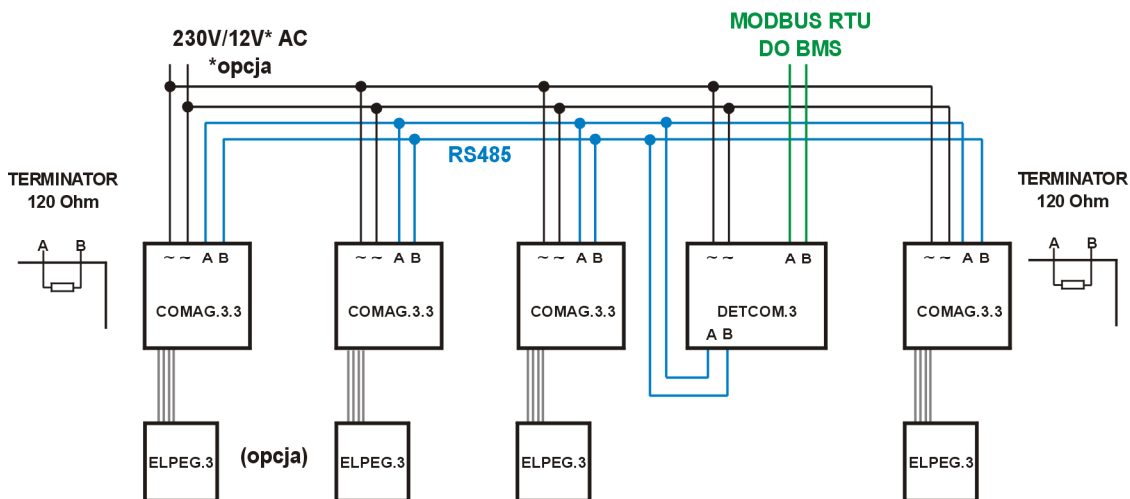 230V/12V* AC
*opcja
MODBUS RTU
DO BMS
RS485
TERMINATOR
120 Ohm
A B
TERMINATOR
120 Ohm
A B
~ ~ A B
COMAG.3.3
~ ~ A B
COMAG.3.3
~ ~ A B
COMAG.3.3
~ ~ A B
DETCOM.3
A B
~ ~ A B
COMAG.3.3
ELPEG.3
(opcja)
ELPEG.3
ELPEG.3
ELPEG.3